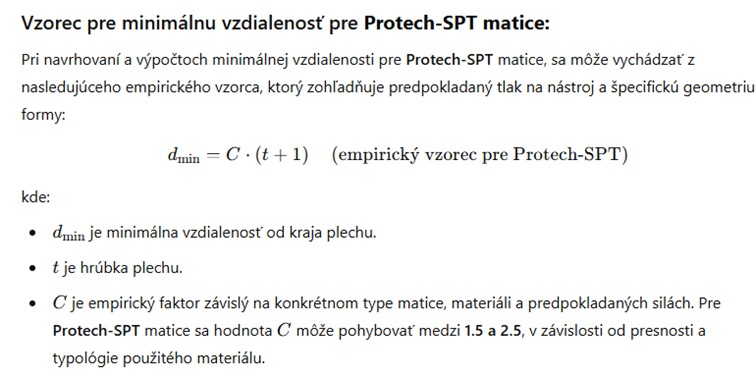 Vzorec pre minimálnu vzdialenosť pre Protech-SPT matice:
Pri navrhovaní a výpočtoch minimálnej vzdialenosti pre Protech-SPT matice, sa môže vychádzať z
nasledujúceho empirického vzorca, ktorý zohľadňuje predpokladaný tlak na nástroj a špecifickú geometriu
formy:
d_min = C · (t + 1) (empirický vzorec pre Protech-SPT)
kde:
• d_min je minimálna vzdialenosť od kraja plechu.
• t je hrúbka plechu.
• C je empirický faktor závislý na konkrétnom type matice, materiáli a predpokladaných silách. Pre
Protech-SPT matice sa hodnota C môže pohybovať medzi 1.5 a 2.5, v závislosti od presnosti a
typológie použitého materiálu.